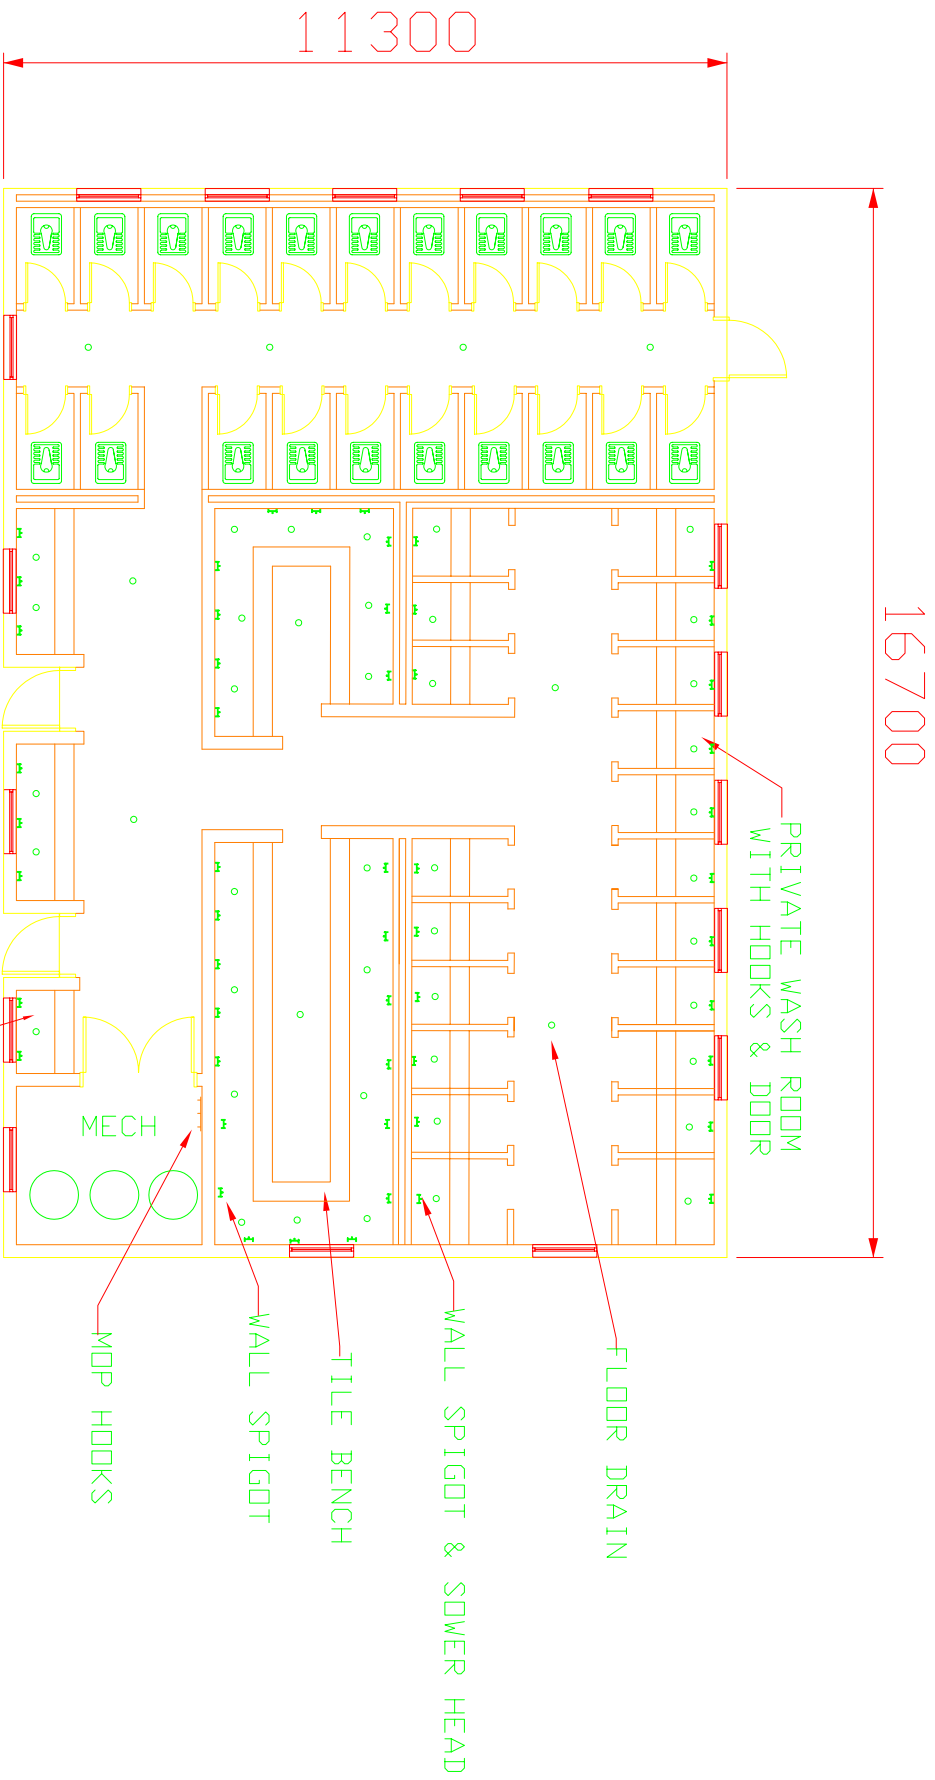 11300
16700
PRIVATE WASH ROOM
WITH HOOKS & DOOR
MECH
FLOOR DRAIN
WALL SPIGOT & SOWER HEAD
TILE BENCH
WALL SPIGOT
MOP HOOKS